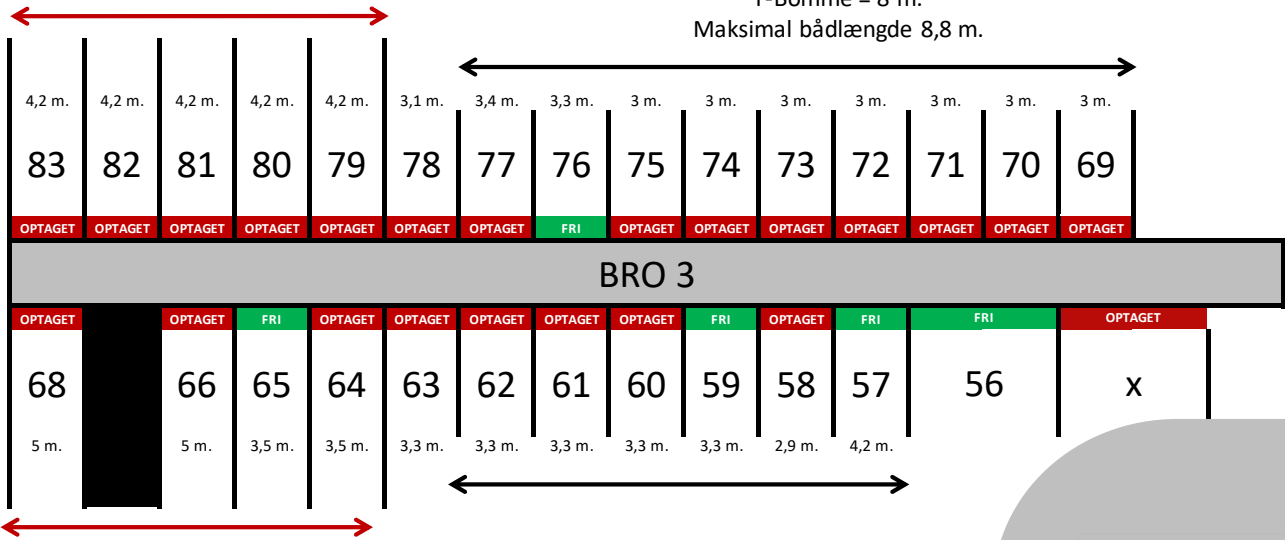 Maksimal bådlængde 8,8 m.
4,2 m. 4,2 m. 4,2 m. 4,2 m. 4,2 m. 3,1 m. 3,4 m. 3,3 m. 3 m. 3 m. 3 m. 3 m. 3 m. 3 m. 3 m.
83 82 81 80 79 78 77 76 75 74 73 72 71 70 69
OPTAGET OPTAGET OPTAGET OPTAGET OPTAGET OPTAGET OPTAGET FRI OPTAGET OPTAGET OPTAGET OPTAGET OPTAGET OPTAGET OPTAGET
BRO 3
OPTAGET OPTAGET FRI OPTAGET OPTAGET OPTAGET OPTAGET OPTAGET FRI OPTAGET FRI FRI OPTAGET
68 66 65 64 63 62 61 60 59 58 57 56 x
5 m. 5 m. 3,5 m. 3,5 m. 3,3 m. 3,3 m. 3,3 m. 3,3 m. 3,3 m. 2,9 m. 4,2 m.